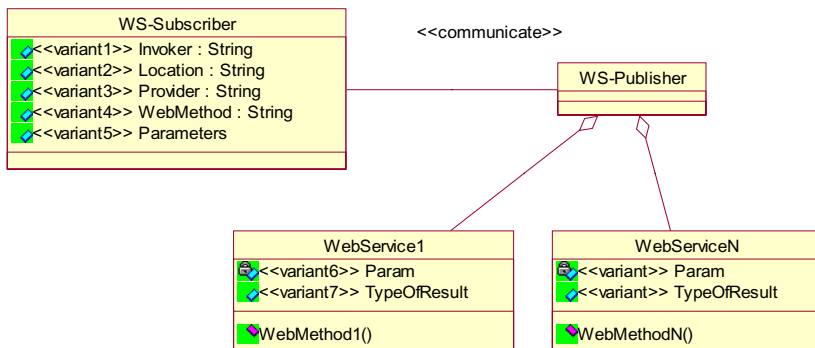 WS-Subscriber
<<variant1>> Invoker : String
<<variant2>> Location : String
<<variant3>> Provider : String
<<variant4>> WebMethod : String
<<variant5>> Parameters
<<communicate>>
WS-Publisher
WebService1
<<variant6>> Param
<<variant7>> TypeOfResult
WebMethod1()
WebServiceN
<<variant>> Param
<<variant>> TypeOfResult
WebMethodN()